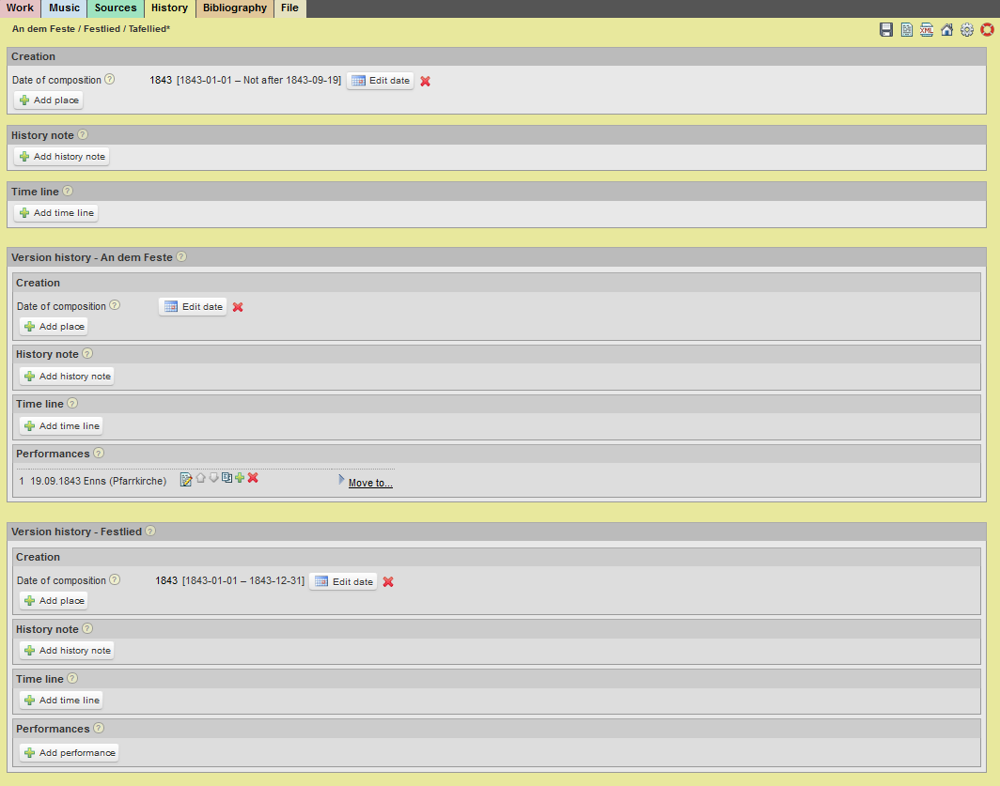 Work Music Sources History Bibliography File
An dem Feste / Festlied / Tafellied*
XML
Creation
Date of composition ? 1843 [1843-01-01 – Not after 1843-09-19] Edit date
Add place
History note ?
Add history note
Time line ?
Add time line
Version history - An dem Feste ?
Creation
Date of composition ? Edit date
Add place
History note ?
Add history note
Time line ?
Add time line
Performances ?
1 19.09.1843 Enns (Pfarrkirche) Move to...
Version history - Festlied ?
Creation
Date of composition ? 1843 [1843-01-01 – 1843-12-31] Edit date
Add place
History note ?
Add history note
Time line ?
Add time line
Performances ?
Add performance